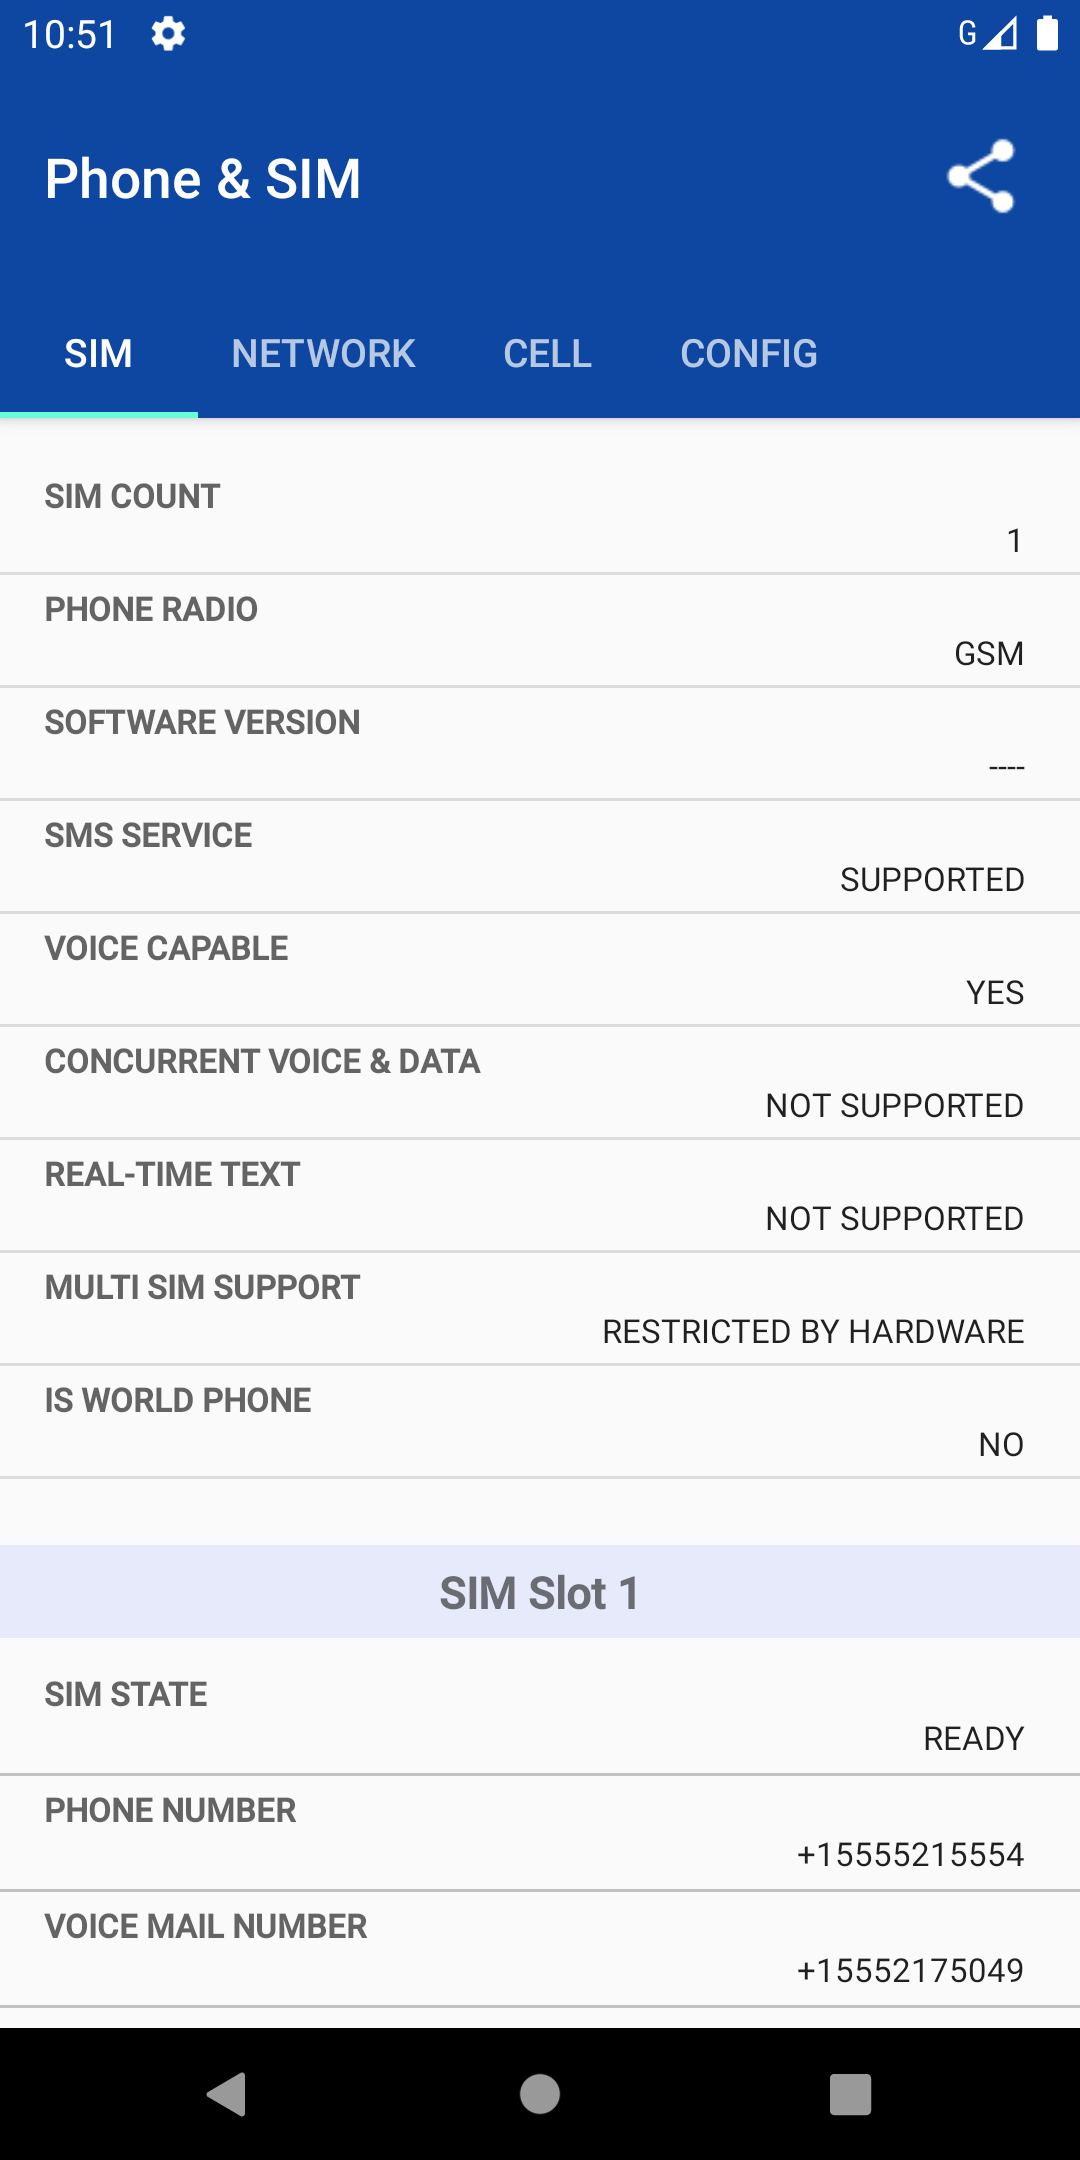 10:51
G
Phone & SIM
SIM NETWORK CELL CONFIG
SIM COUNT
1
PHONE RADIO
GSM
SOFTWARE VERSION
----
SMS SERVICE
SUPPORTED
VOICE CAPABLE
YES
CONCURRENT VOICE & DATA
NOT SUPPORTED
REAL-TIME TEXT
NOT SUPPORTED
MULTI SIM SUPPORT
RESTRICTED BY HARDWARE
IS WORLD PHONE
NO
SIM Slot 1
SIM STATE
READY
PHONE NUMBER
+15555215554
VOICE MAIL NUMBER
+15552175049